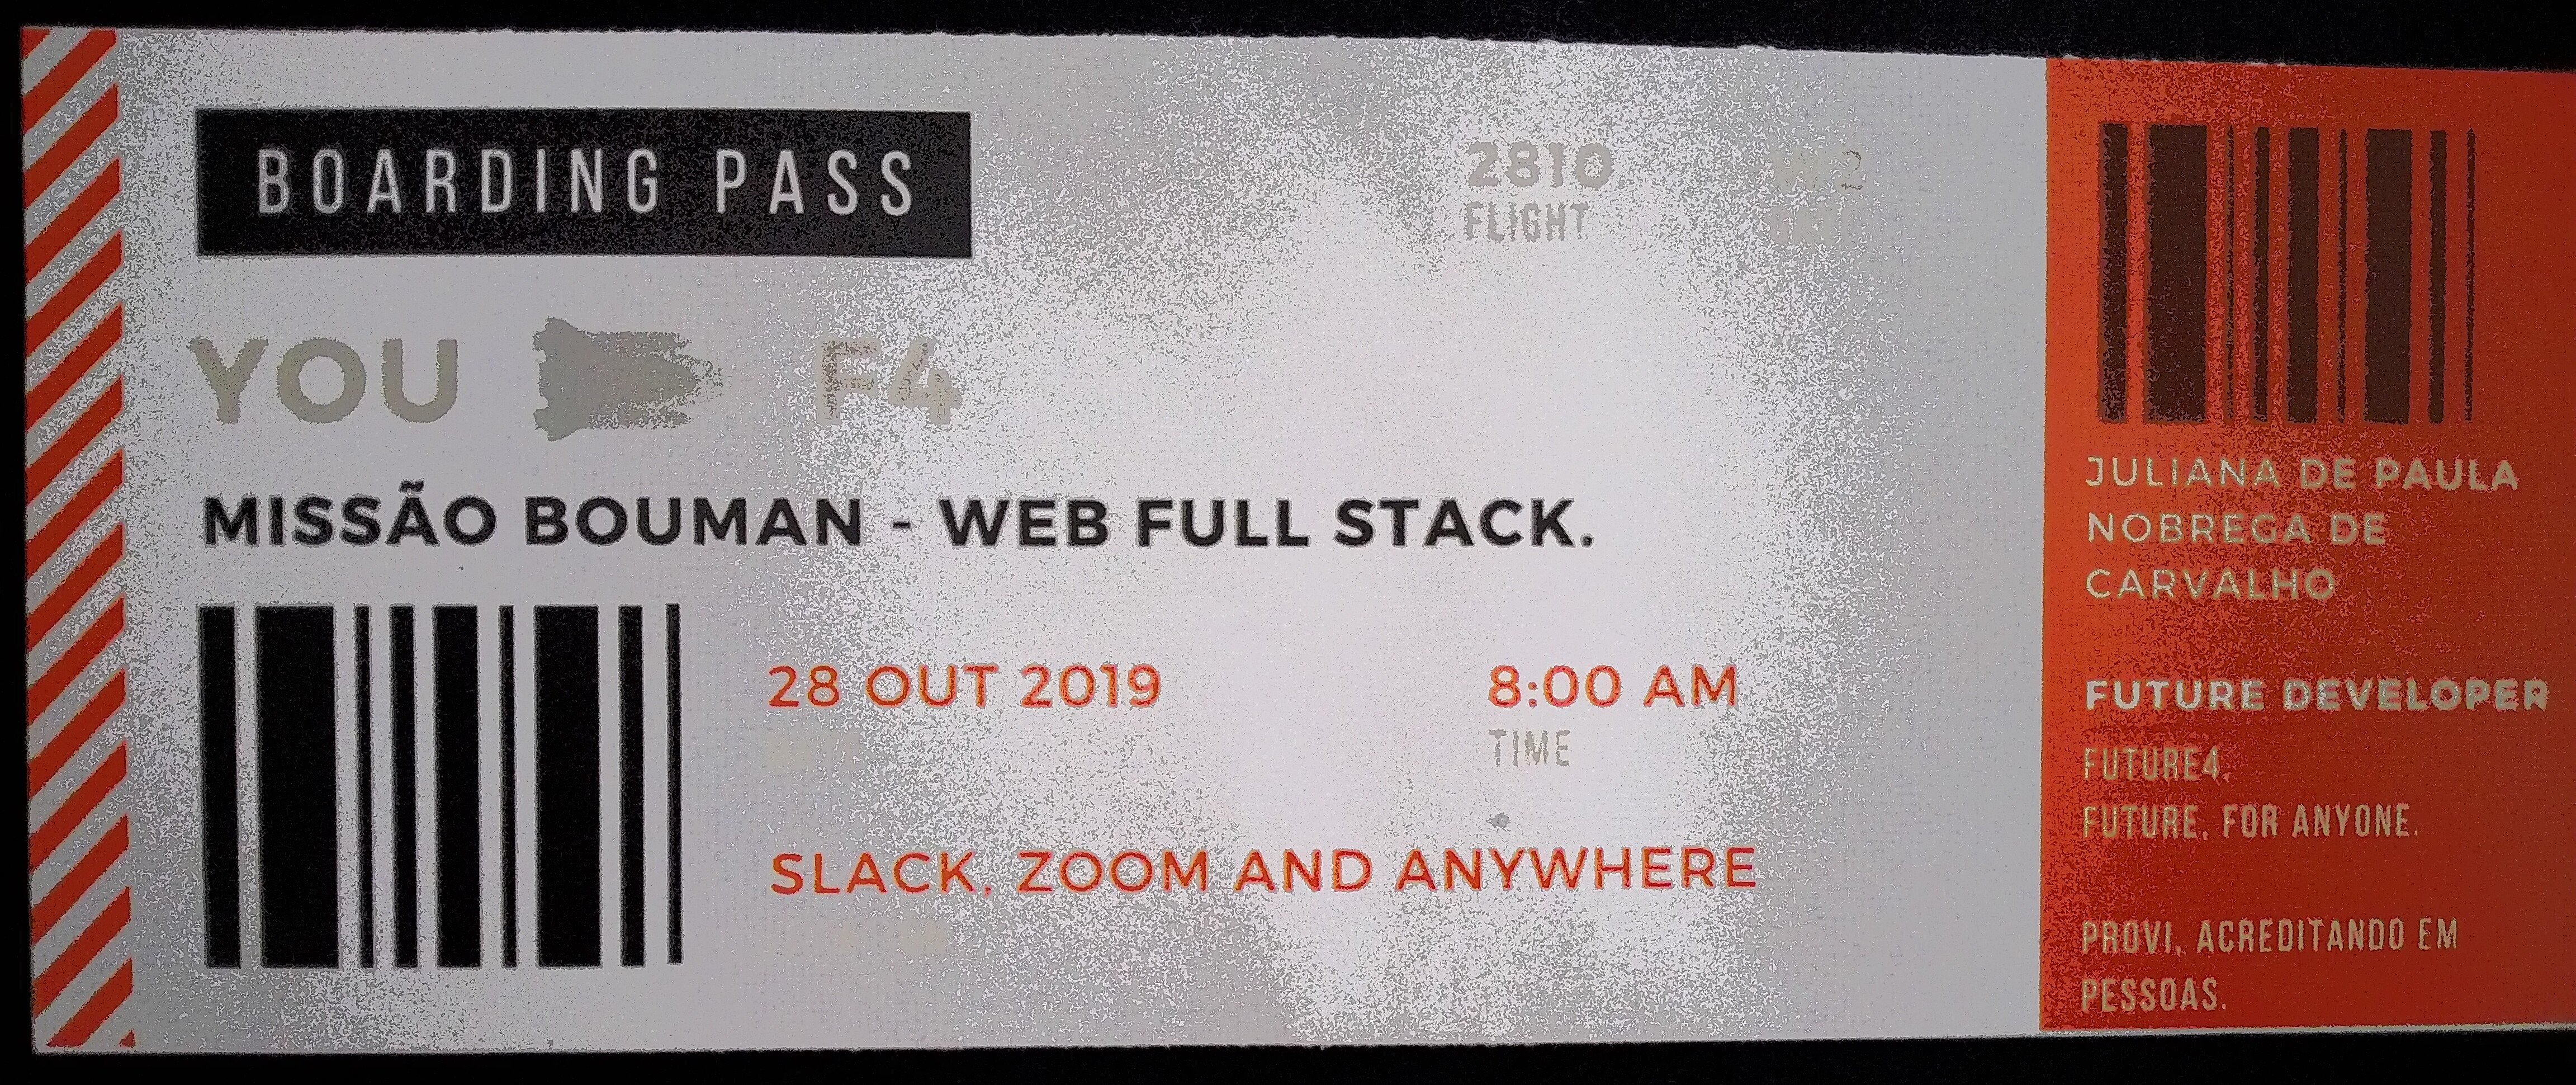 BOARDING PASS
2810
FLIGHT
YOU F4
MISSÃO BOUMAN - WEB FULL STACK.
28 OUT 2019 8:00 AM
TIME
SLACK, ZOOM AND ANYWHERE
JULIANA DE PAULA
NOBREGA DE
CARVALHO
FUTURE DEVELOPER
FUTURE4.
FUTURE. FOR ANYONE.
PROVI, ACREDITANDO EM
PESSOAS.